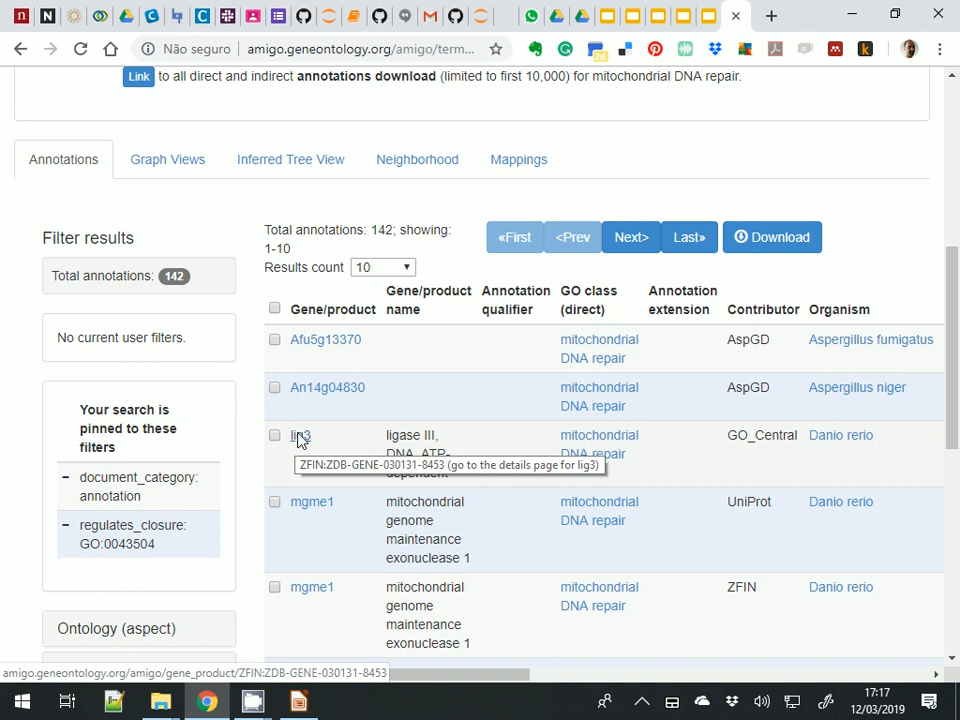 Não seguro
amigo.geneontology.org/amigo/term...
Link to all direct and indirect annotations download (limited to first 10,000) for mitochondrial DNA repair.
Annotations
Graph Views
Inferred Tree View
Neighborhood
Mappings
Filter results
Total annotations: 142
No current user filters.
Your search is
pinned to these
filters
− document_category:
annotation
− regulates_closure:
GO:0043504
Ontology (aspect)
Total annotations: 142; showing:
1-10
Results count 10
«First
<Prev
Next>
Last»
Download
Gene/product
Gene/product
name
Annotation
qualifier
GO class
(direct)
Annotation
extension
Contributor
Organism
Afu5g13370
mitochondrial
DNA repair
AspGD
Aspergillus fumigatus
An14g04830
mitochondrial
DNA repair
AspGD
Aspergillus niger
lig3
ligase III,
DNA, ATP-
dependent
mitochondrial
DNA repair
GO_Central
Danio rerio
ZFIN:ZDB-GENE-030131-8453 (go to the details page for lig3)
mgme1
mitochondrial
genome
maintenance
exonuclease 1
mitochondrial
DNA repair
UniProt
Danio rerio
mgme1
mitochondrial
genome
maintenance
exonuclease 1
mitochondrial
DNA repair
ZFIN
Danio rerio
amigo.geneontology.org/amigo/gene_product/ZFIN:ZDB-GENE-030131-8453
17:17
12/03/2019